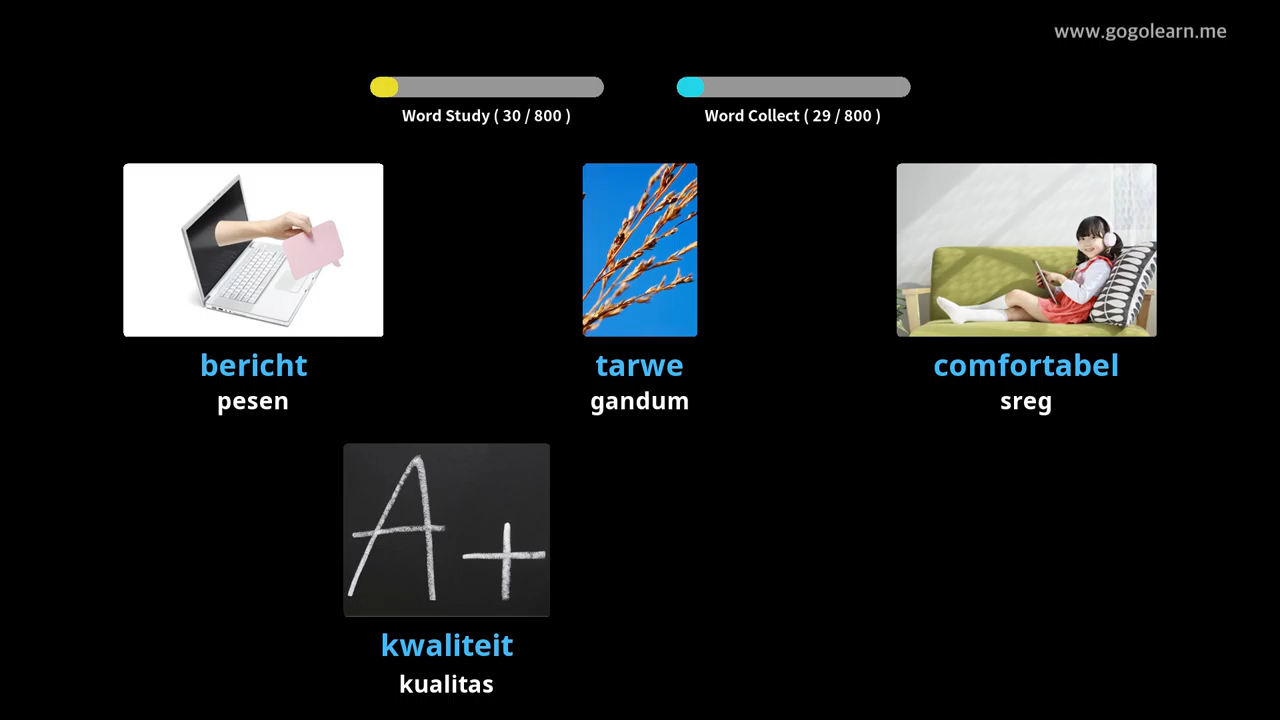 www.gogolearn.me
Word Study ( 30 / 800 )
Word Collect ( 29 / 800 )
bericht
pesen
tarwe
gandum
comfortabel
sreg
A+
kwaliteit
kualitas